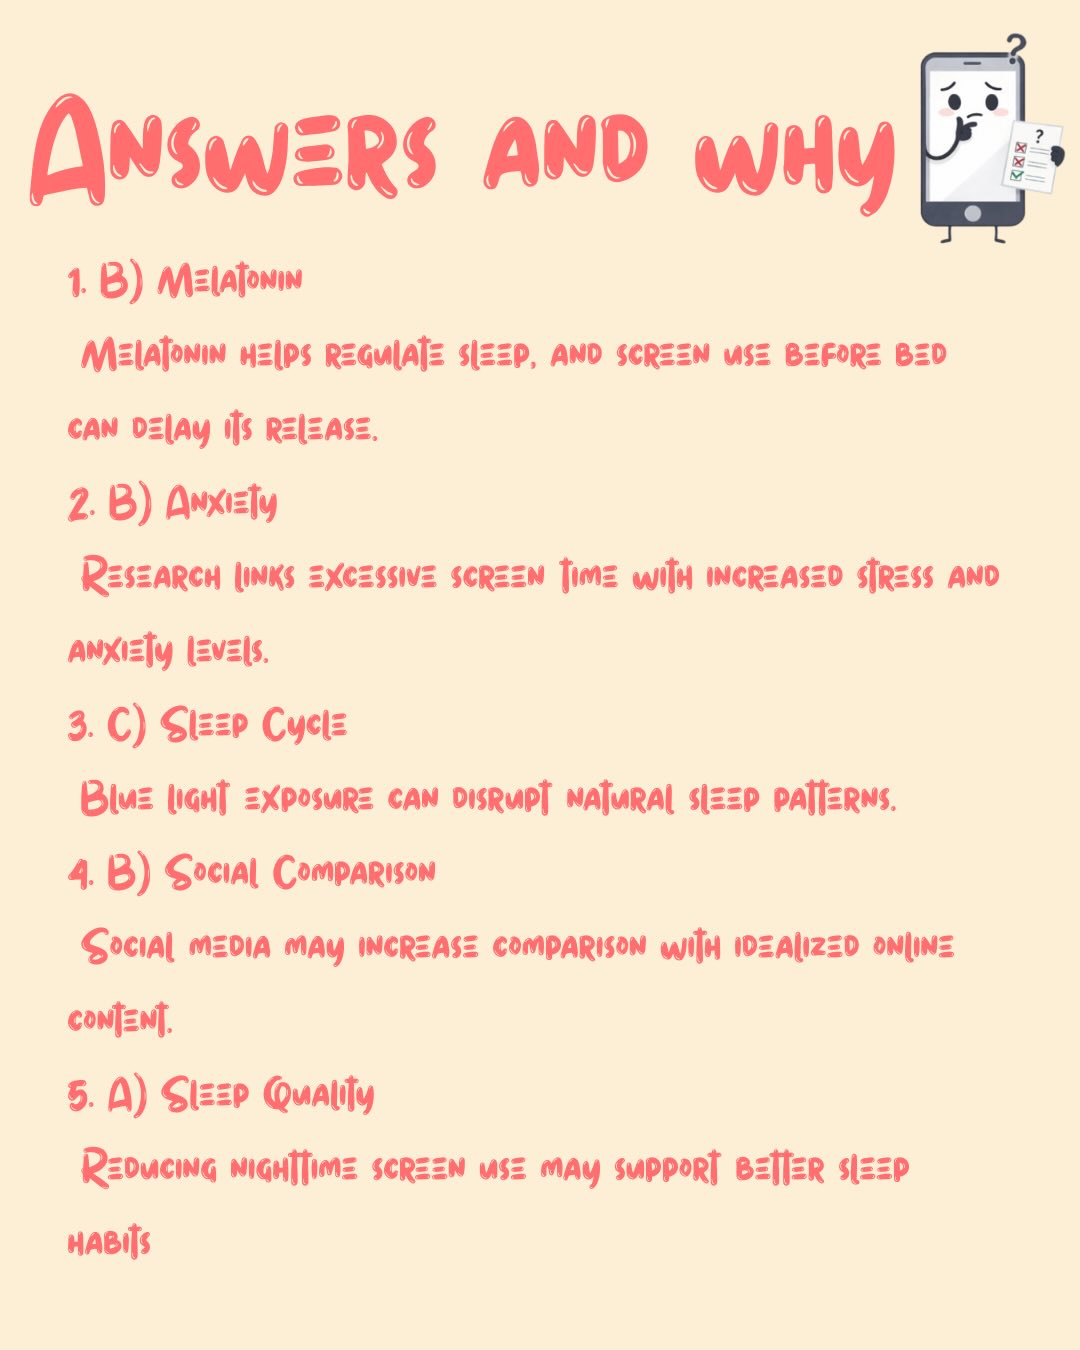 Answers and why
?
?
1. B) Melatonin
Melatonin helps regulate sleep, and screen use before bed
can delay its release.
2. B) Anxiety
Research links excessive screen time with increased stress and
anxiety levels.
3. C) Sleep Cycle
Blue light exposure can disrupt natural sleep patterns.
4. B) Social Comparison
Social media may increase comparison with idealized online
content.
5. A) Sleep Quality
Reducing nighttime screen use may support better sleep
habits